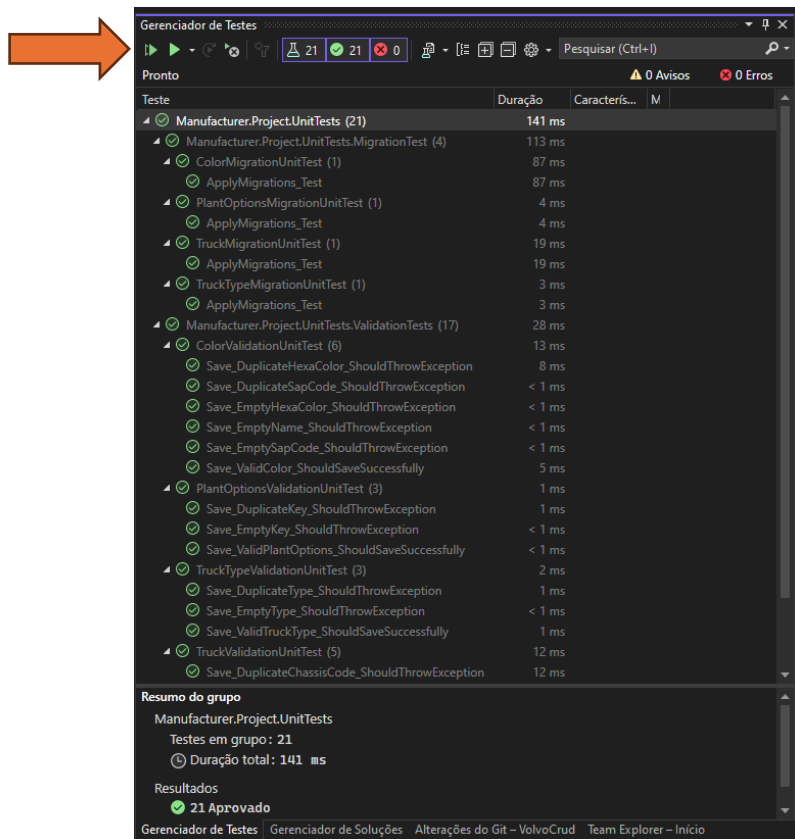 Gerenciador de Testes
21 21 0 Pesquisar (Ctrl+I)
Pronto 0 Avisos 0 Erros
Teste Duração Caracterís... M
Manufacturer.Project.UnitTests (21) 141 ms
Manufacturer.Project.UnitTests.MigrationTest (4) 113 ms
ColorMigrationUnitTest (1) 87 ms
ApplyMigrations_Test 87 ms
PlantOptionsMigrationUnitTest (1) 4 ms
ApplyMigrations_Test 4 ms
TruckMigrationUnitTest (1) 19 ms
ApplyMigrations_Test 19 ms
TruckTypeMigrationUnitTest (1) 3 ms
ApplyMigrations_Test 3 ms
Manufacturer.Project.UnitTests.ValidationTests (17) 28 ms
ColorValidationUnitTest (6) 13 ms
Save_DuplicateHexaColor_ShouldThrowException 8 ms
Save_DuplicateSapCode_ShouldThrowException < 1 ms
Save_EmptyHexaColor_ShouldThrowException < 1 ms
Save_EmptyName_ShouldThrowException < 1 ms
Save_EmptySapCode_ShouldThrowException < 1 ms
Save_ValidColor_ShouldSaveSuccessfully 5 ms
PlantOptionsValidationUnitTest (3) 1 ms
Save_DuplicateKey_ShouldThrowException 1 ms
Save_EmptyKey_ShouldThrowException < 1 ms
Save_ValidPlantOptions_ShouldSaveSuccessfully < 1 ms
TruckTypeValidationUnitTest (3) 2 ms
Save_DuplicateType_ShouldThrowException 1 ms
Save_EmptyType_ShouldThrowException < 1 ms
Save_ValidTruckType_ShouldSaveSuccessfully 1 ms
TruckValidationUnitTest (5) 12 ms
Save_DuplicateChassisCode_ShouldThrowException 12 ms
Resumo do grupo
Manufacturer.Project.UnitTests
Testes em grupo: 21
Duração total: 141 ms
Resultados
21 Aprovado
Gerenciador de Testes Gerenciador de Soluções Alterações do Git – VolvoCrud Team Explorer – Início